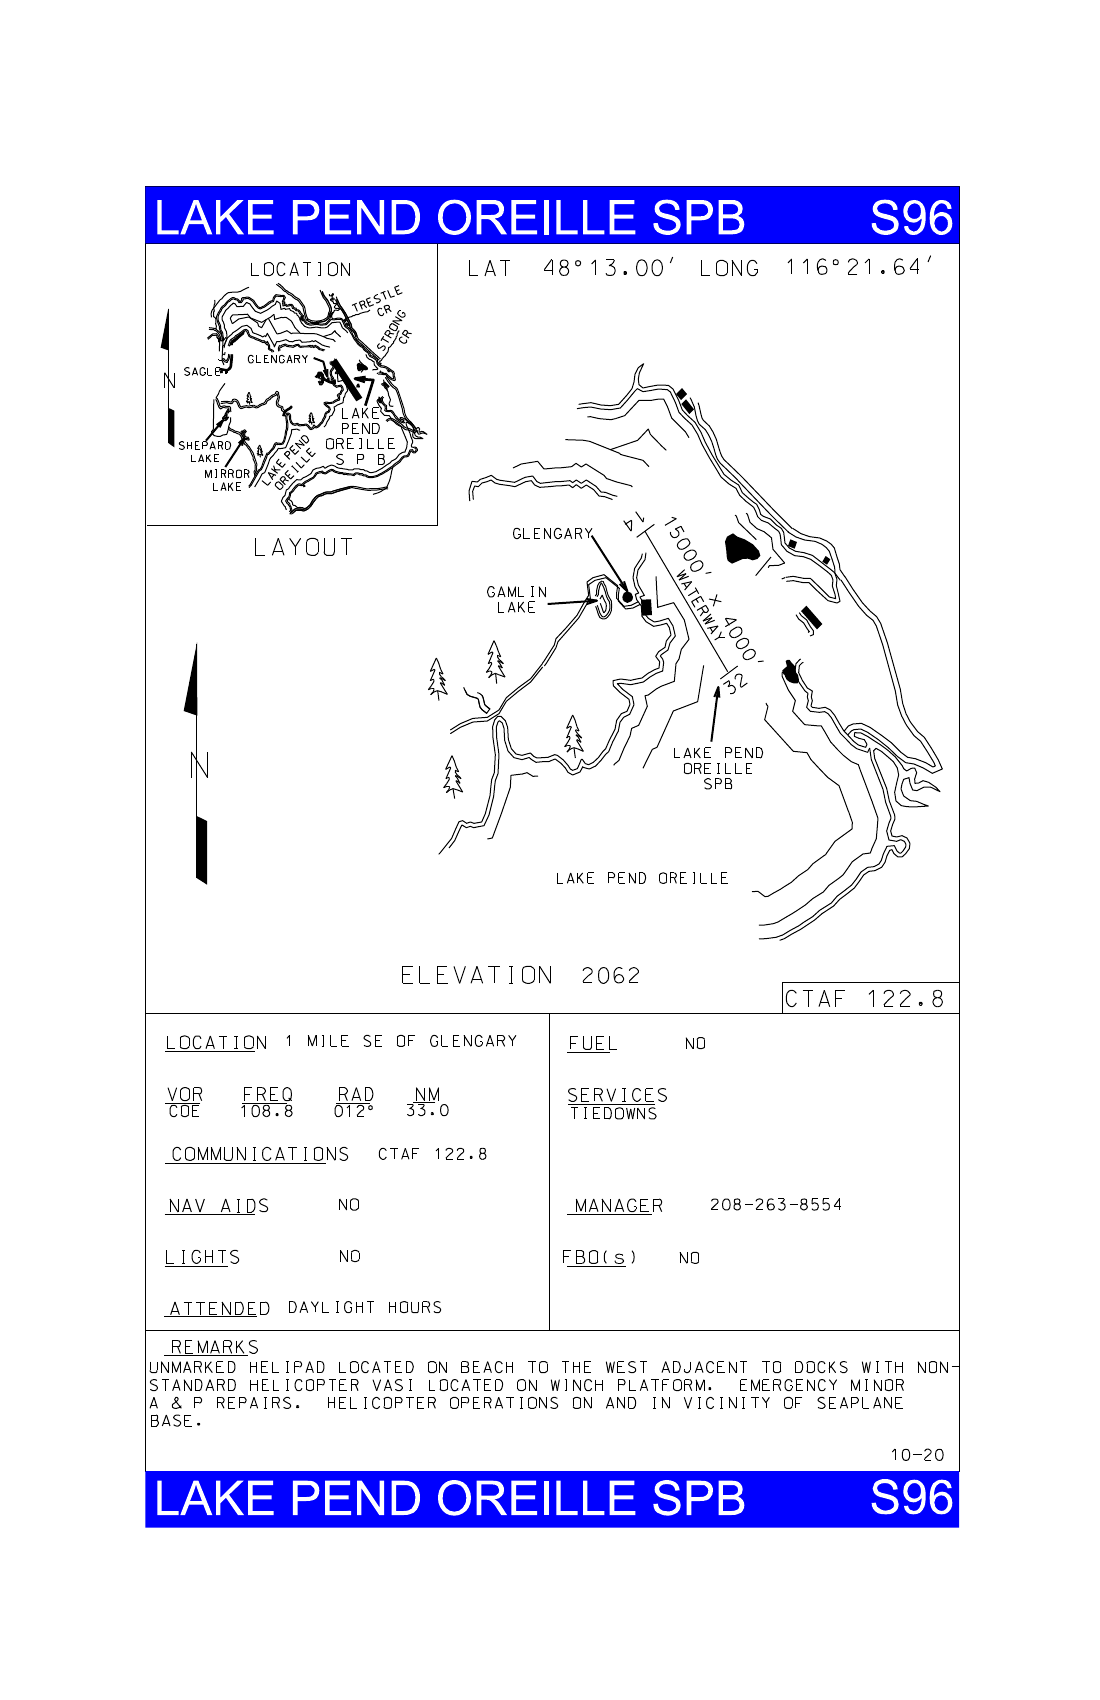 LAKE PEND OREILLE SPB S96
LOCATION
LAT 48°13.00' LONG 116°21.64'
TRESTLE
CR
STRONG
CR
GLENGARY
SAGLE
N
LAKE
PEND
OREILLE
S P B
SHEPARD
LAKE
MIRROR
LAKE
LAKE PEND
OREILLE
LAYOUT
14
15000' X 4000'
WATERWAY
32
GLENGARY
GAMLIN
LAKE
N
LAKE PEND
OREILLE
SPB
LAKE PEND OREILLE
ELEVATION 2062
CTAF 122.8
LOCATION 1 MILE SE OF GLENGARY
VOR FREQ RAD NM
COE 108.8 012° 33.0
COMMUNICATIONS CTAF 122.8
NAV AIDS NO
LIGHTS NO
ATTENDED DAYLIGHT HOURS
FUEL NO
SERVICES
TIEDOWNS
MANAGER 208-263-8554
FBO(s) NO
REMARKS
UNMARKED HELIPAD LOCATED ON BEACH TO THE WEST ADJACENT TO DOCKS WITH NON-
STANDARD HELICOPTER VASI LOCATED ON WINCH PLATFORM. EMERGENCY MINOR
A & P REPAIRS. HELICOPTER OPERATIONS ON AND IN VICINITY OF SEAPLANE
BASE.
10-20
LAKE PEND OREILLE SPB S96